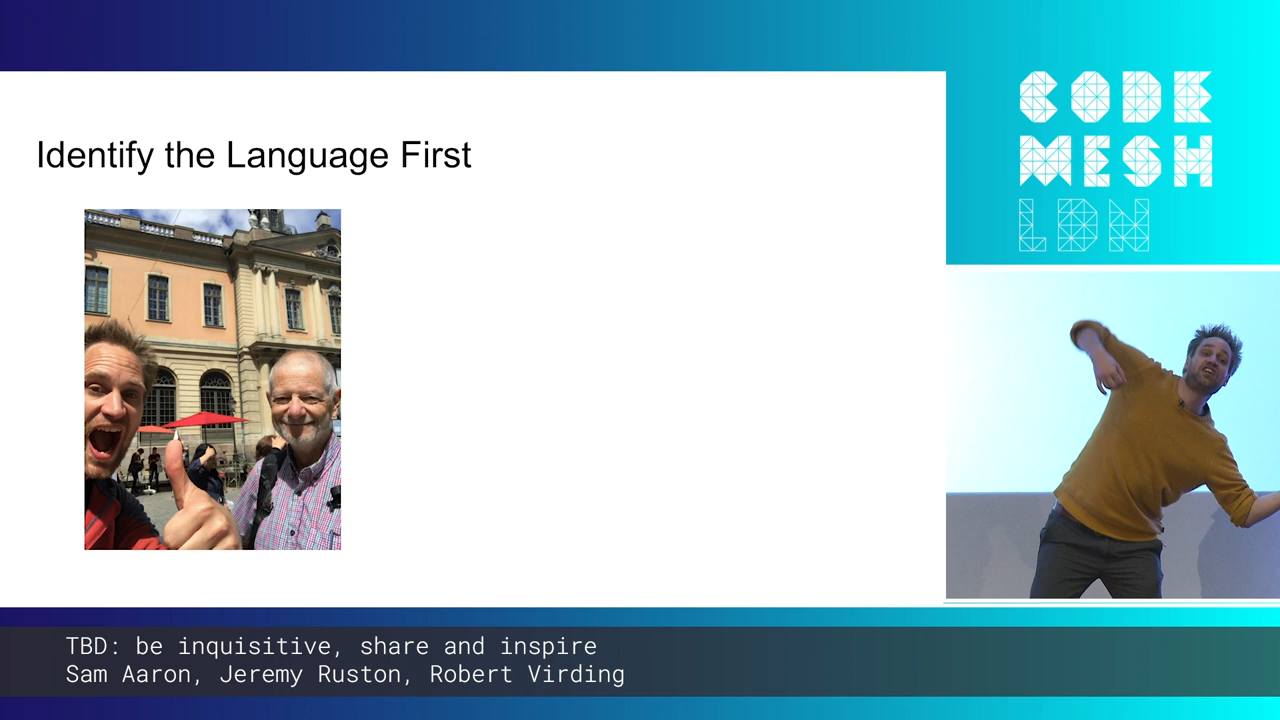 CODE
MESH
LDN
Identify the Language First
TBD: be inquisitive, share and inspire
Sam Aaron, Jeremy Ruston, Robert Virding